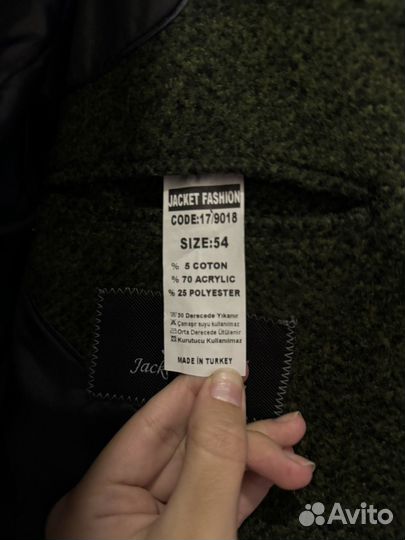 JACKET FASHION
CODE:17/9018
SIZE:54
% 5 COTON
% 70 ACRYLIC
% 25 POLYESTER
30 Derecede Yıkanır
Çamaşır suyu kullanılmaz
Orta Derecede Ütülenir
Kurutucu Kullanılmaz
MADE İN TURKEY
Jack
Avito